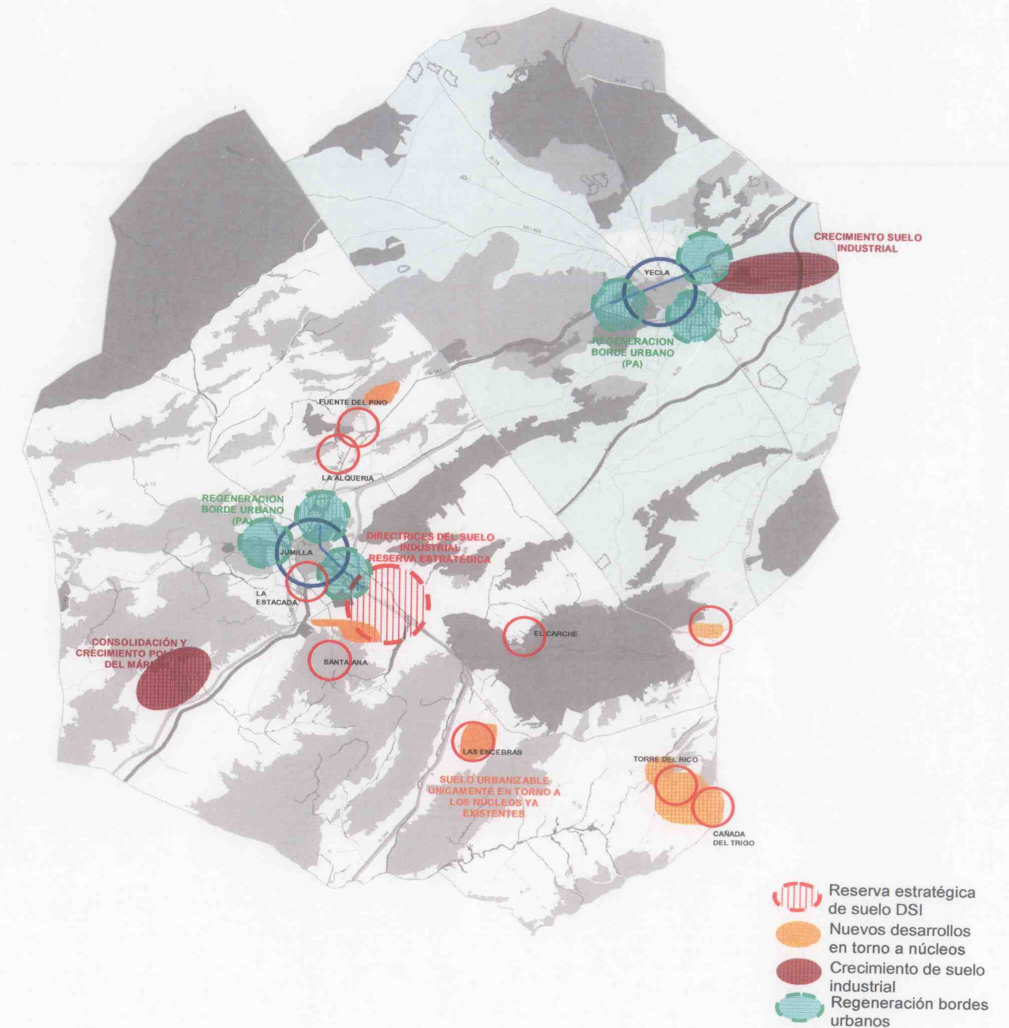 CRECIMIENTO SUELO
INDUSTRIAL
YECLA
REGENERACION
BORDE URBANO
(PA)
FUENTE DEL PINO
LA ALQUERIA
REGENERACION
BORDE URBANO
(PA)
DIRECTRICES DEL SUELO
INDUSTRIAL
RESERVA ESTRATÉGICA
JUMILLA
LA
ESTACADA
EL CARCHE
CONSOLIDACIÓN Y
CRECIMIENTO
DEL
SANTA ANA
LAS ENCEBRAS
TORRE DEL RICO
SUELO URBANIZABLE
ÚNICAMENTE EN TORNO A
LOS NÚCLEOS YA
EXISTENTES
CAÑADA
DEL TRIGO
Reserva estratégica
de suelo DSI
Nuevos desarrollos
en torno a núcleos
Crecimiento de suelo
industrial
Regeneración bordes
urbanos